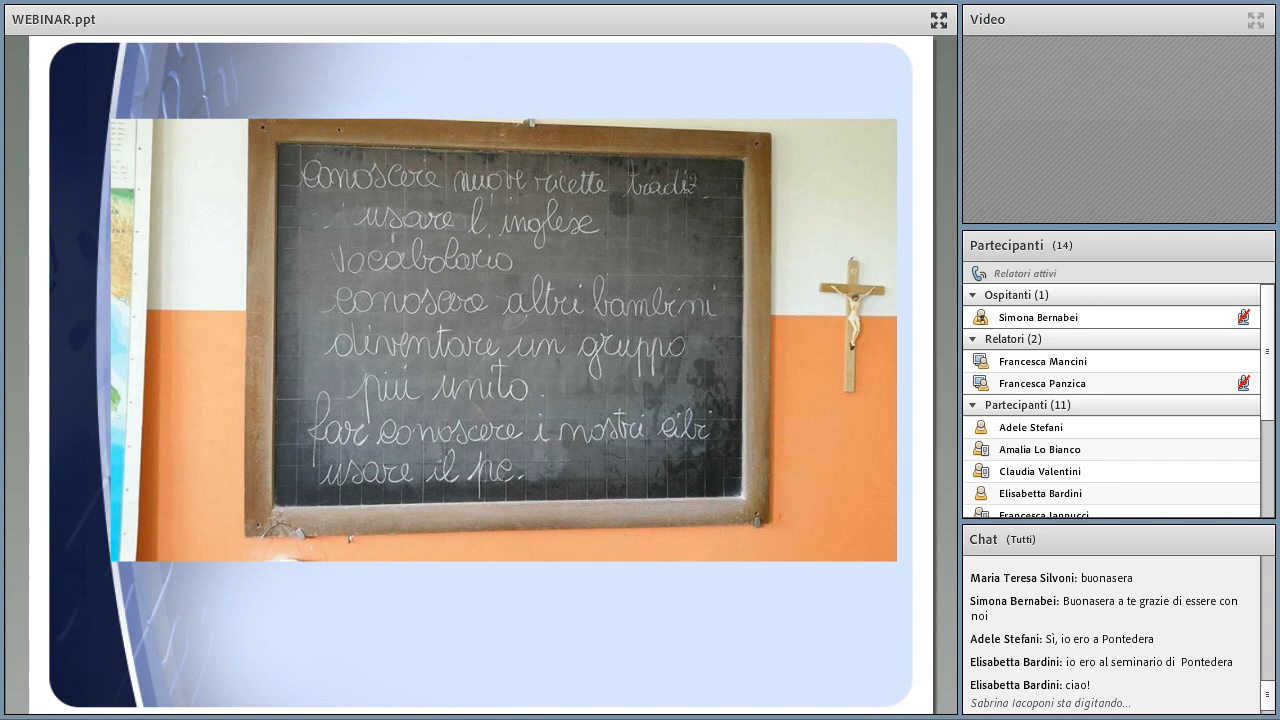 WEBINAR.ppt
conoscere nuove ricette tradiz
usare l'inglese
vocabolario
conoscere altri bambini
diventare un gruppo
più unito.
far conoscere i nostri cibi
usare il pc.
Video
Partecipanti (14)
Relatori attivi
Ospitanti (1)
Simona Bernabei
Relatori (2)
Francesca Mancini
Francesca Panzica
Partecipanti (11)
Adele Stefani
Amalia Lo Bianco
Claudia Valentini
Elisabetta Bardini
Francesca Iannucci
Chat (Tutti)
Maria Teresa Silvoni: buonasera
Simona Bernabei: Buonasera a te grazie di essere con
noi
Adele Stefani: Sì, io ero a Pontedera
Elisabetta Bardini: io ero al seminario di Pontedera
Elisabetta Bardini: ciao!
Sabrina Iacoponi sta digitando...